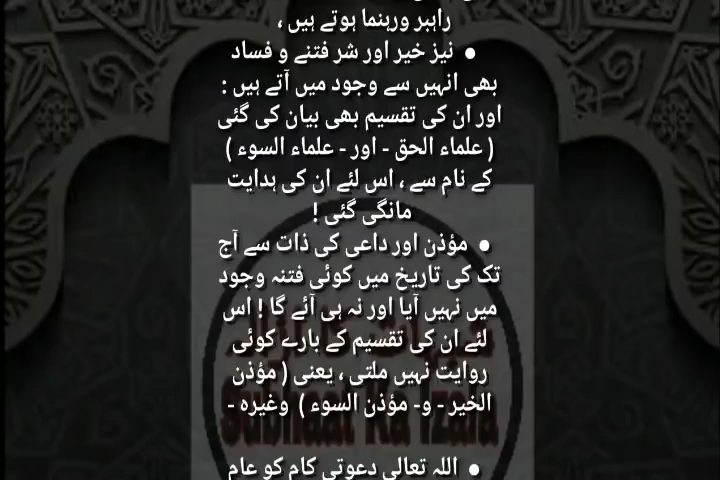 راہبر ورہنما ہوتے ہیں ،
● نیز خیر اور شر فتنے و فساد
بھی انہیں سے وجود میں آتے ہیں :
اور ان کی تقسیم بھی بیان کی گئی
( علماء الحق - اور - علماء السوء )
کے نام سے ، اس لئے ان کی ہدایت
مانگی گئی !
● مؤذن اور داعی کی ذات سے آج
تک کی تاریخ میں کوئی فتنہ وجود
میں نہیں آیا اور نہ ہی آئے گا ! اس
لئے ان کی تقسیم کے بارے کوئی
روایت نہیں ملتی ، یعنی ( مؤذن
الخیر - و- مؤذن السوء ) وغیرہ -
● اللہ تعالی دعوتی کام کو عام
Ka Izala